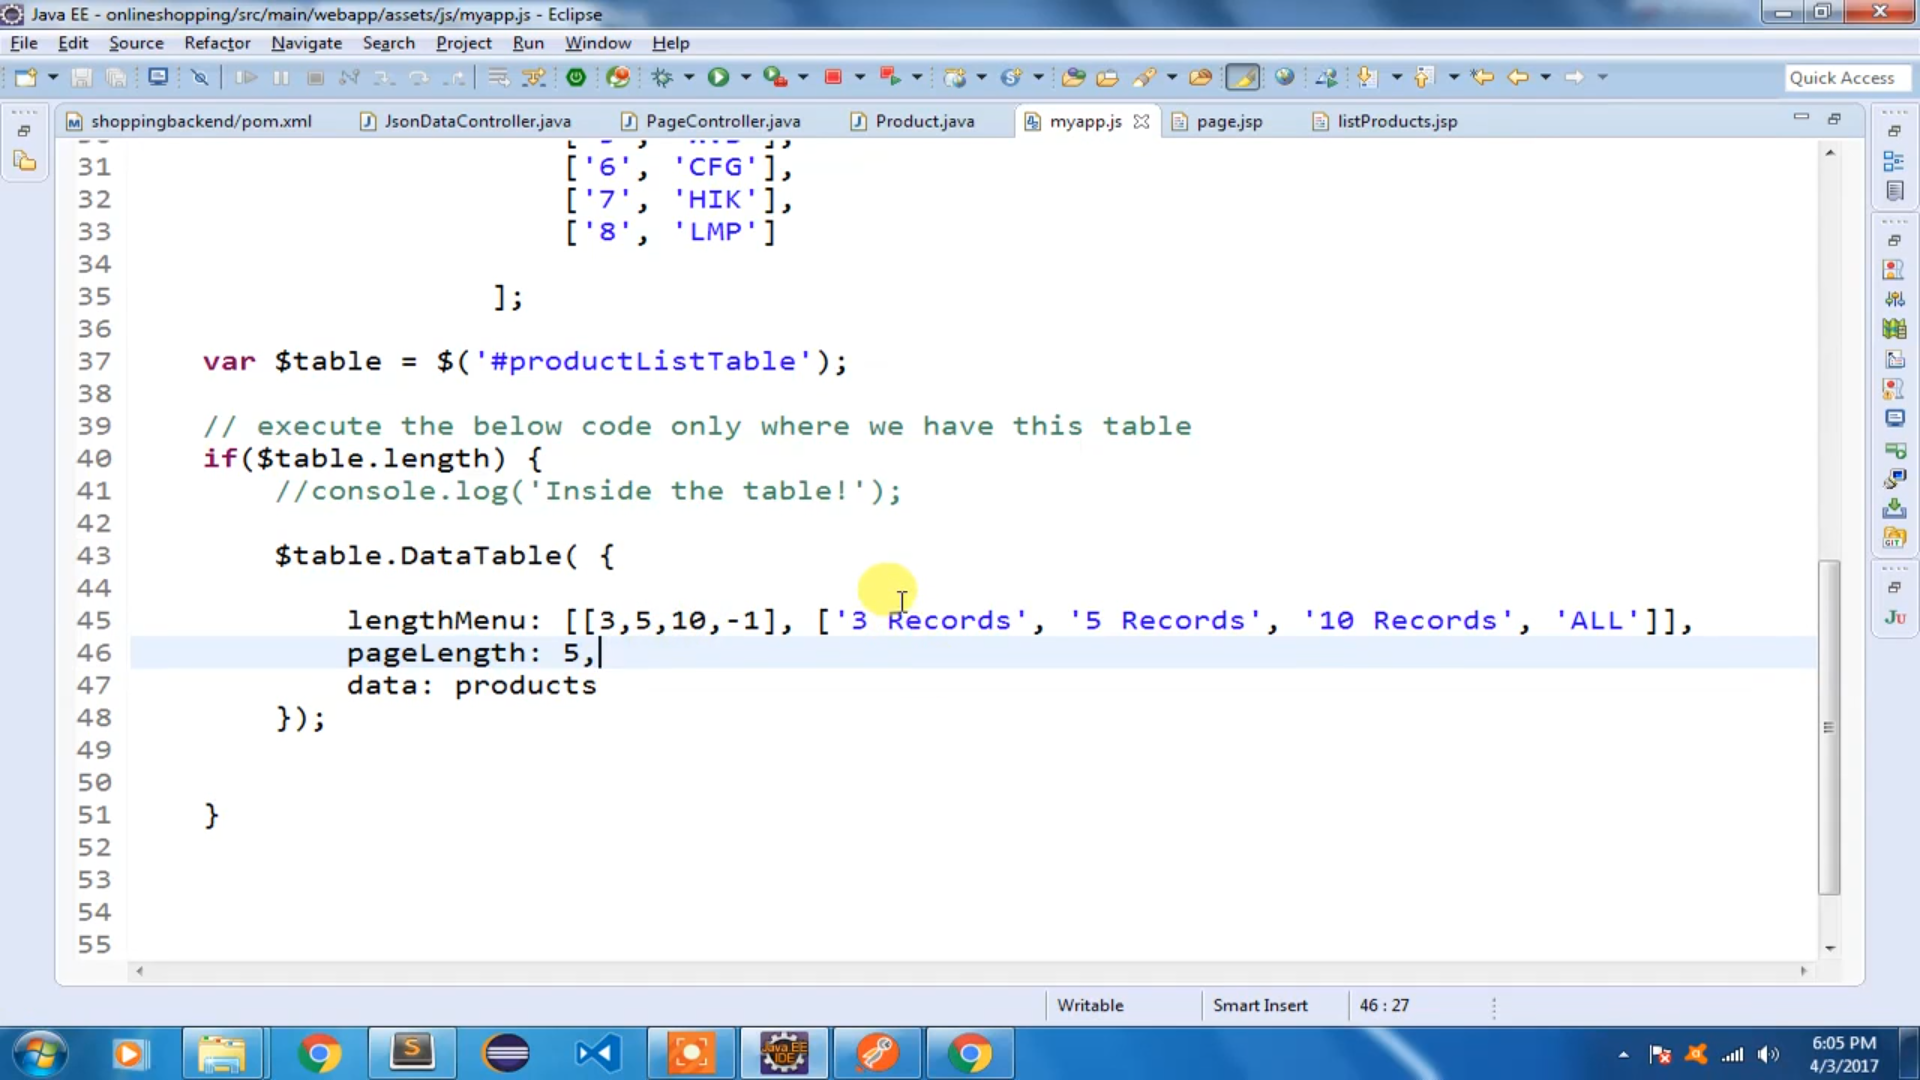 Java EE - onlineshopping/src/main/webapp/assets/js/myapp.js - Eclipse
File Edit Source Refactor Navigate Search Project Run Window Help
Quick Access
shoppingbackend/pom.xml JsonDataController.java PageController.java Product.java myapp.js page.jsp listProducts.jsp
31 ['6', 'CFG'],
32 ['7', 'HIK'],
33 ['8', 'LMP']
34
35 ];
36
37 var $table = $('#productListTable');
38
39 // execute the below code only where we have this table
40 if($table.length) {
41 //console.log('Inside the table!');
42
43 $table.DataTable( {
44
45 lengthMenu: [[3,5,10,-1], ['3 Records', '5 Records', '10 Records', 'ALL']],
46 pageLength: 5,
47 data: products
48 });
49
50
51 }
52
53
54
55
Writable Smart Insert 46 : 27
6:05 PM
4/3/2017